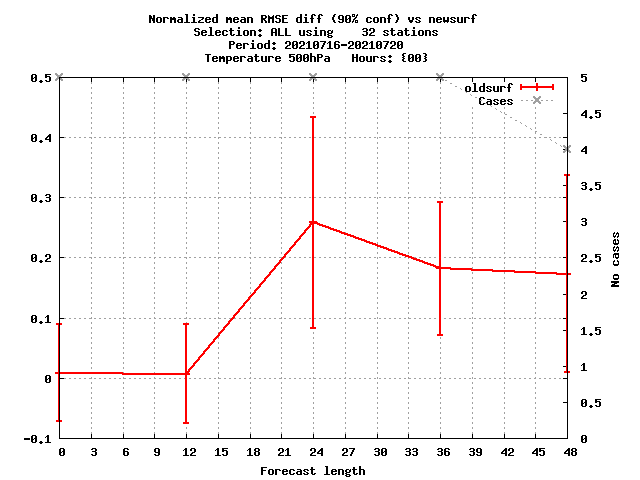 Normalized mean RMSE diff (90% conf) vs newsurf
Selection: ALL using    32 stations
Period: 20210716-20210720
Temperature 500hPa   Hours: {00}
oldsurf
Cases
0.5
0.4
0.3
0.2
0.1
0
-0.1
5
4.5
4
3.5
3
2.5
2
1.5
1
0.5
0
No cases
0 3 6 9 12 15 18 21 24 27 30 33 36 39 42 45 48
Forecast length